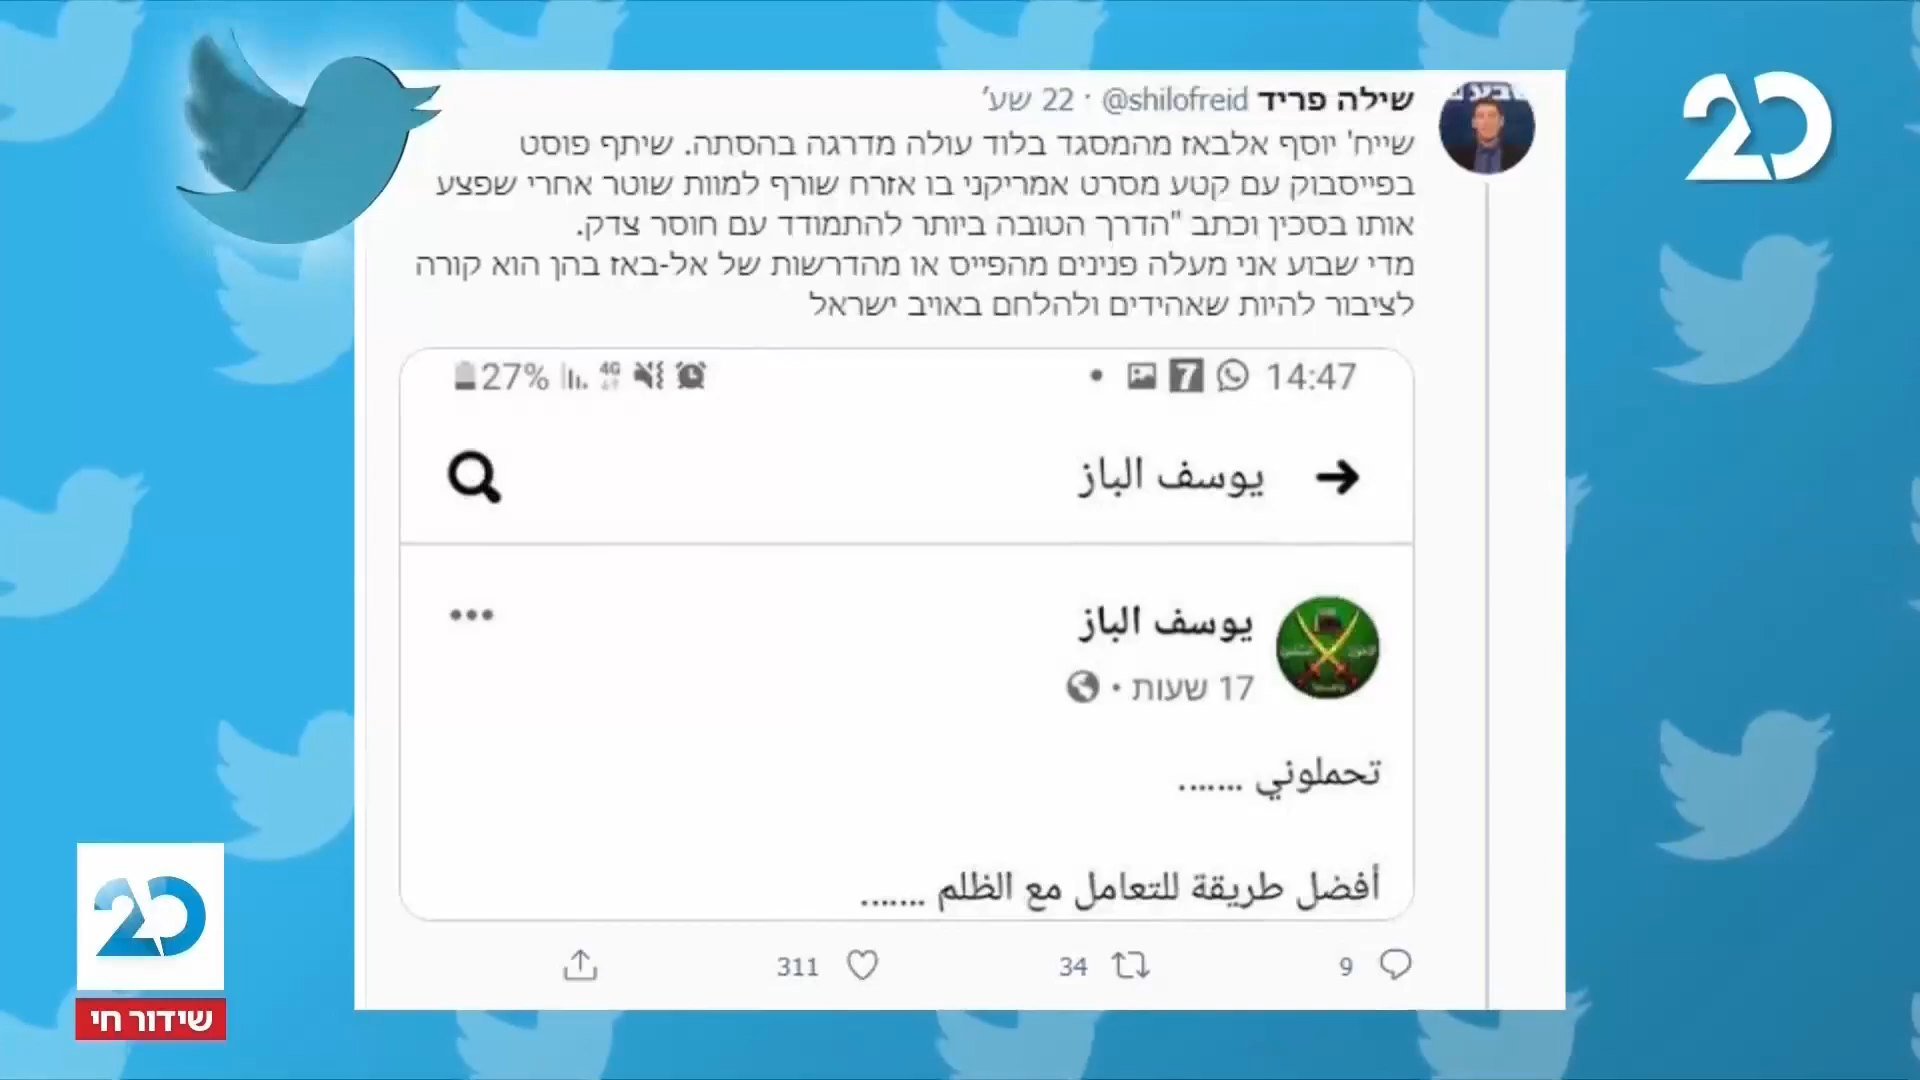 שילה פריד @shilofreid · 22 שע'
שייח' יוסף אלבאז מהמסגד בלוד עולה מדרגה בהסתה. שיתף פוסט
בפייסבוק עם קטע מסרט אמריקני בו אזרח שורף למוות שוטר אחרי שפצע
אותו בסכין וכתב "הדרך הטובה ביותר להתמודד עם חוסר צדק.
מדי שבוע אני מעלה פנינים מהפייס או מהדרשות של אל-באז בהן הוא קורה
לציבור להיות שאהידים ולהלחם באויב ישראל
14:47 7 4G 27%
يوسف الباز
يوسف الباز
17 שעות ·
تحملوني .......
أفضل طريقة للتعامل مع الظلم .......
9 34 311
20
20
שידור חי